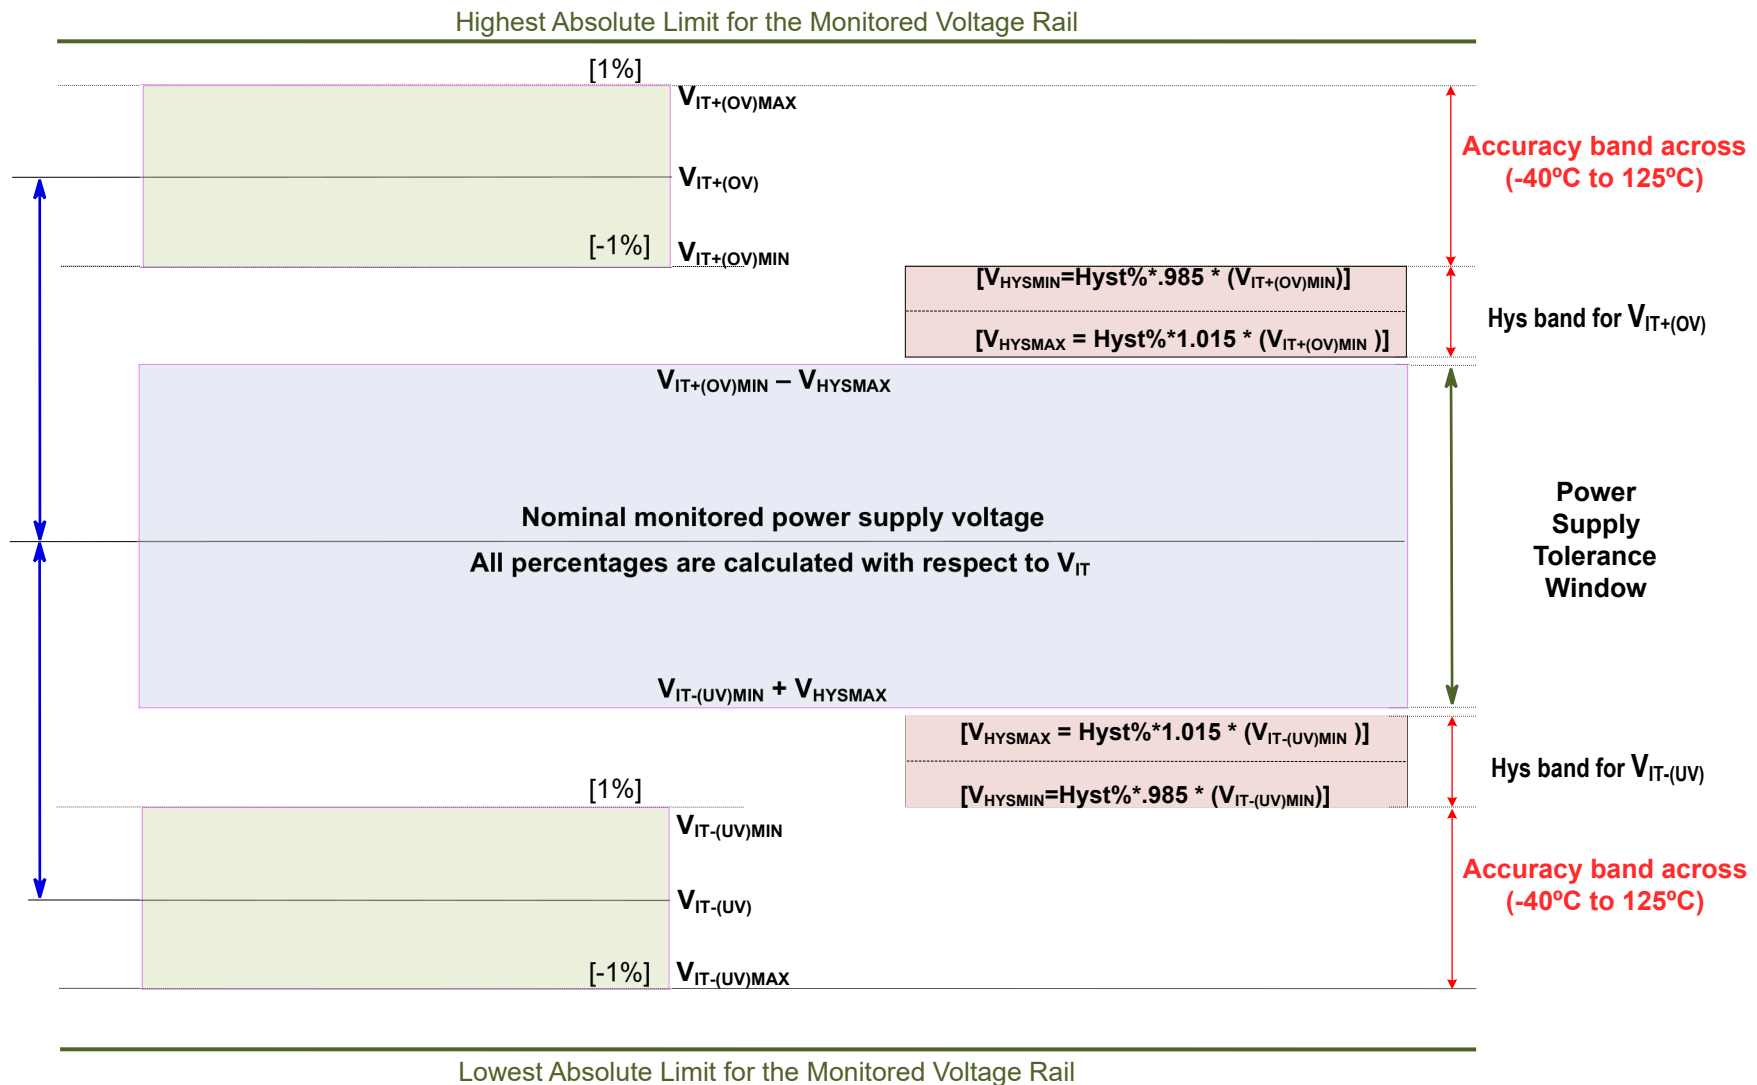 Highest Absolute Limit for the Monitored Voltage Rail
[1%]
VIT+(OV)MAX
Accuracy band across
(-40ºC to 125ºC)
VIT+(OV)
[-1%]
VIT+(OV)MIN
[VHYSMIN=Hyst%*.985 * (VIT+(OV)MIN)]
Hys band for VIT+(OV)
[VHYSMAX = Hyst%*1.015 * (VIT+(OV)MIN )]
VIT+(OV)MIN – VHYSMAX
Nominal monitored power supply voltage
All percentages are calculated with respect to VIT
Power
Supply
Tolerance
Window
VIT-(UV)MIN + VHYSMAX
[VHYSMAX = Hyst%*1.015 * (VIT-(UV)MIN )]
Hys band for VIT-(UV)
[VHYSMIN=Hyst%*.985 * (VIT-(UV)MIN)]
[1%]
VIT-(UV)MIN
Accuracy band across
(-40ºC to 125ºC)
VIT-(UV)
[-1%]
VIT-(UV)MAX
Lowest Absolute Limit for the Monitored Voltage Rail